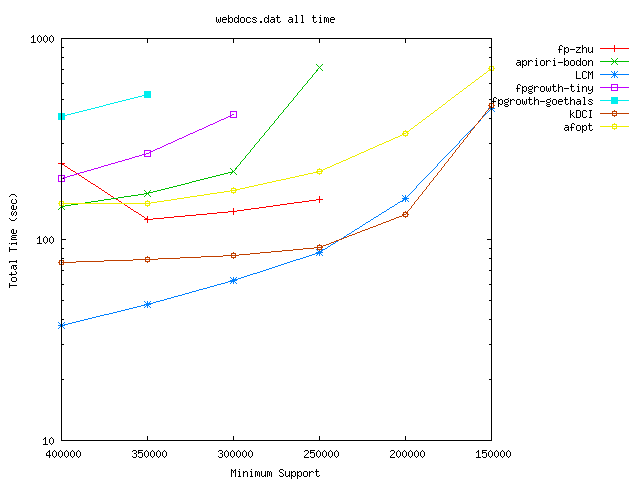 webdocs.dat all time
1000
100
10
Total Time (sec)
400000 350000 300000 250000 200000 150000
Minimum Support
fp-zhu
apriori-bodon
LCM
fpgrowth-tiny
fpgrowth-goethals
kDCI
afopt